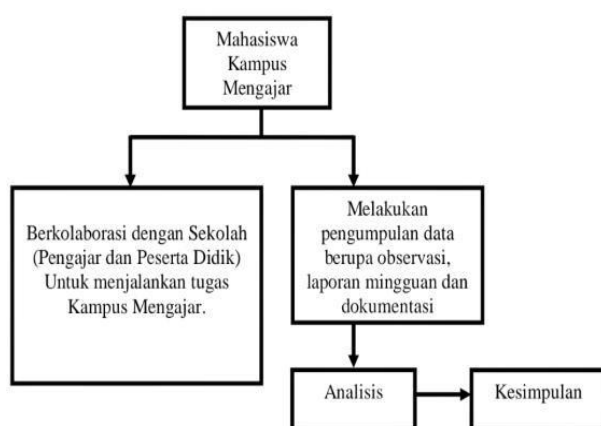 Mahasiswa
Kampus
Mengajar
Berkolaborasi dengan Sekolah
(Pengajar dan Peserta Didik)
Untuk menjalankan tugas
Kampus Mengajar.
Melakukan
pengumpulan data
berupa observasi,
laporan mingguan dan
dokumentasi
Analisis
Kesimpulan